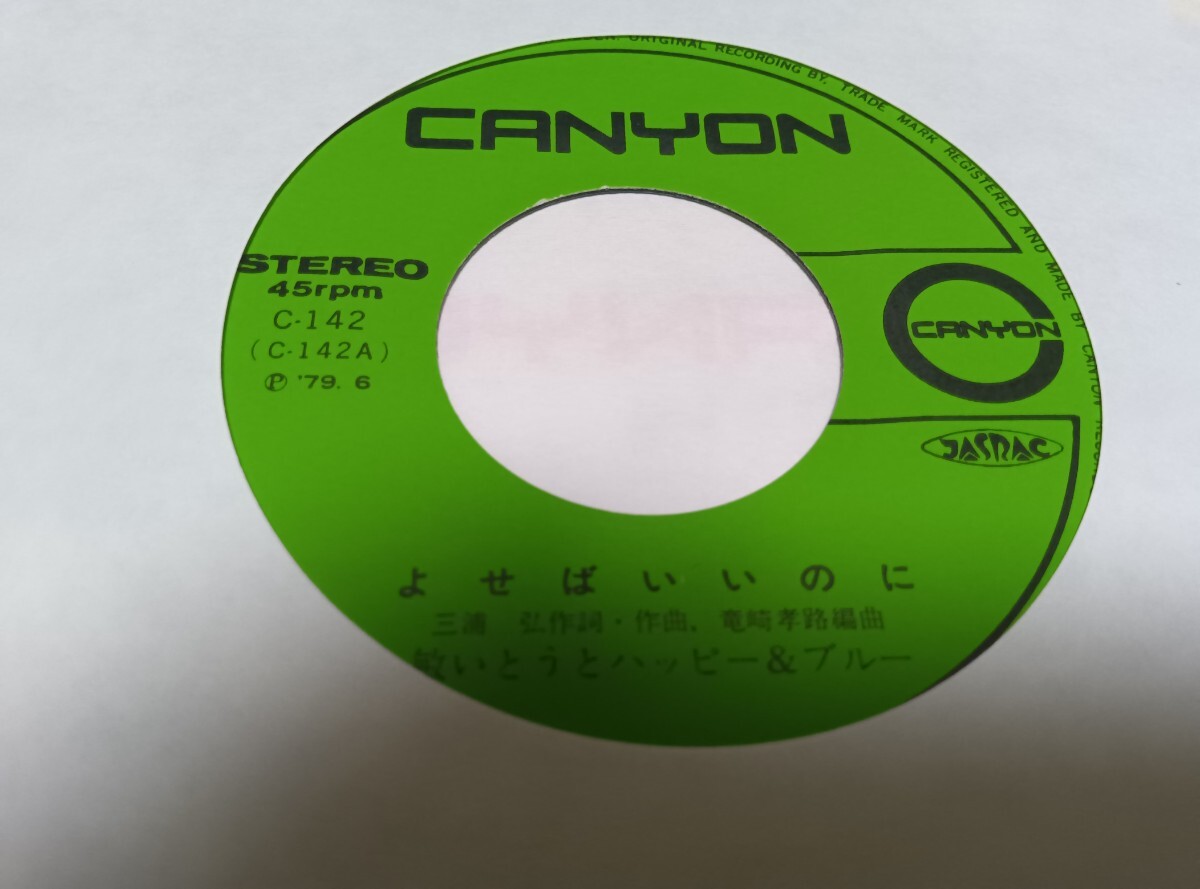 ORIGINAL RECORDING BY. TRADE MARK REGISTERED AND MADE BY CANYON
CANYON
STEREO
45rpm
C-142
(C-142A)
Ⓟ '79. 6
CANYON
JASRAC
よせばいいのに
三浦 弘作詞・作曲、竜崎孝路編曲
敏いとうとハッピー&ブルー